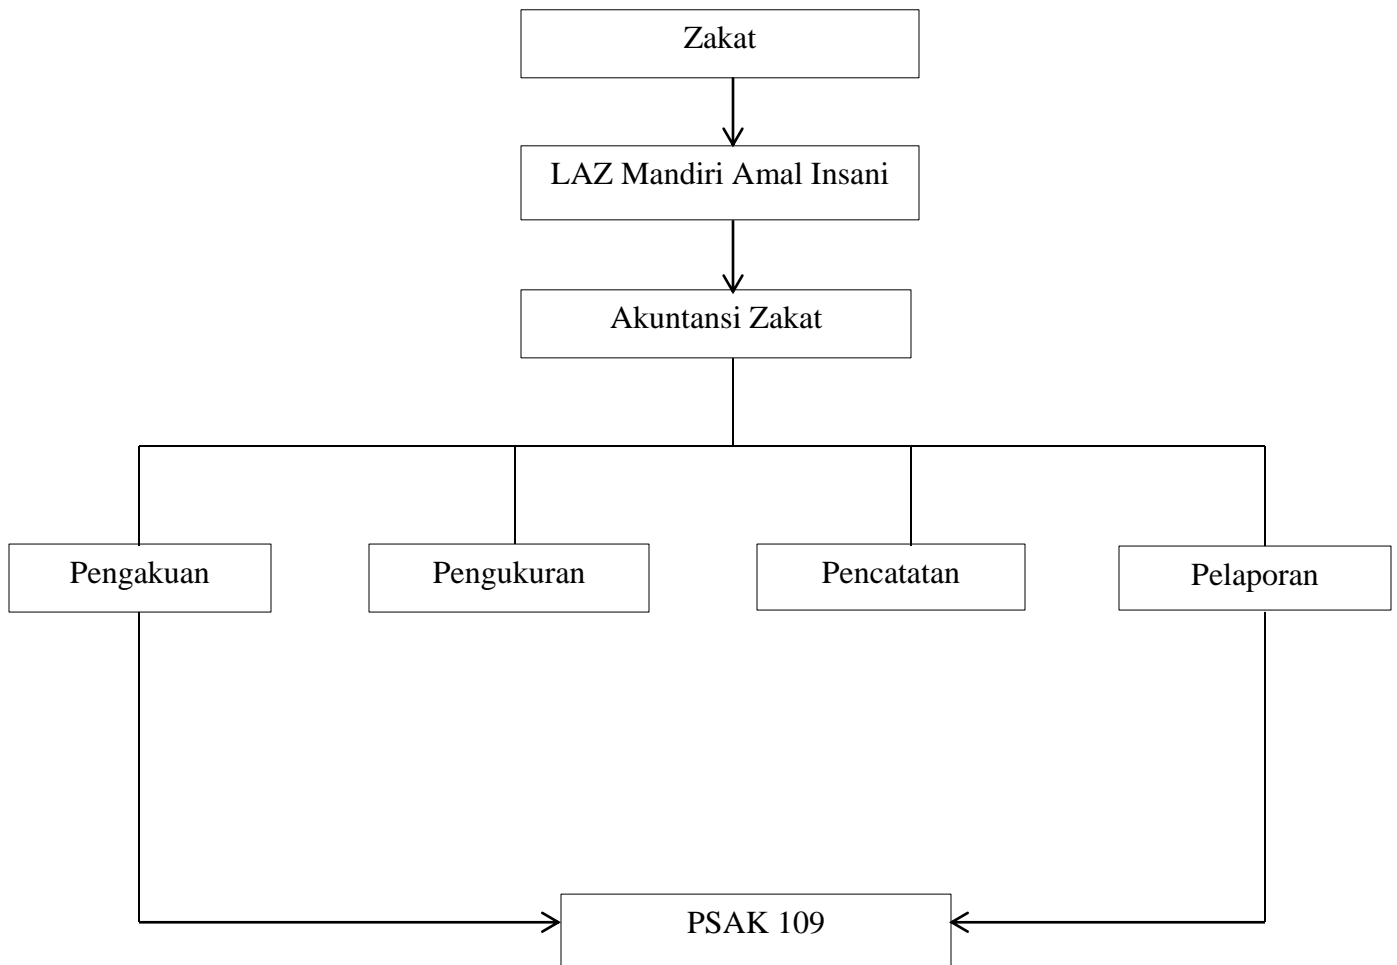 Zakat
LAZ Mandiri Amal Insani
Akuntansi Zakat
Pengakuan
Pengukuran
Pencatatan
Pelaporan
PSAK 109